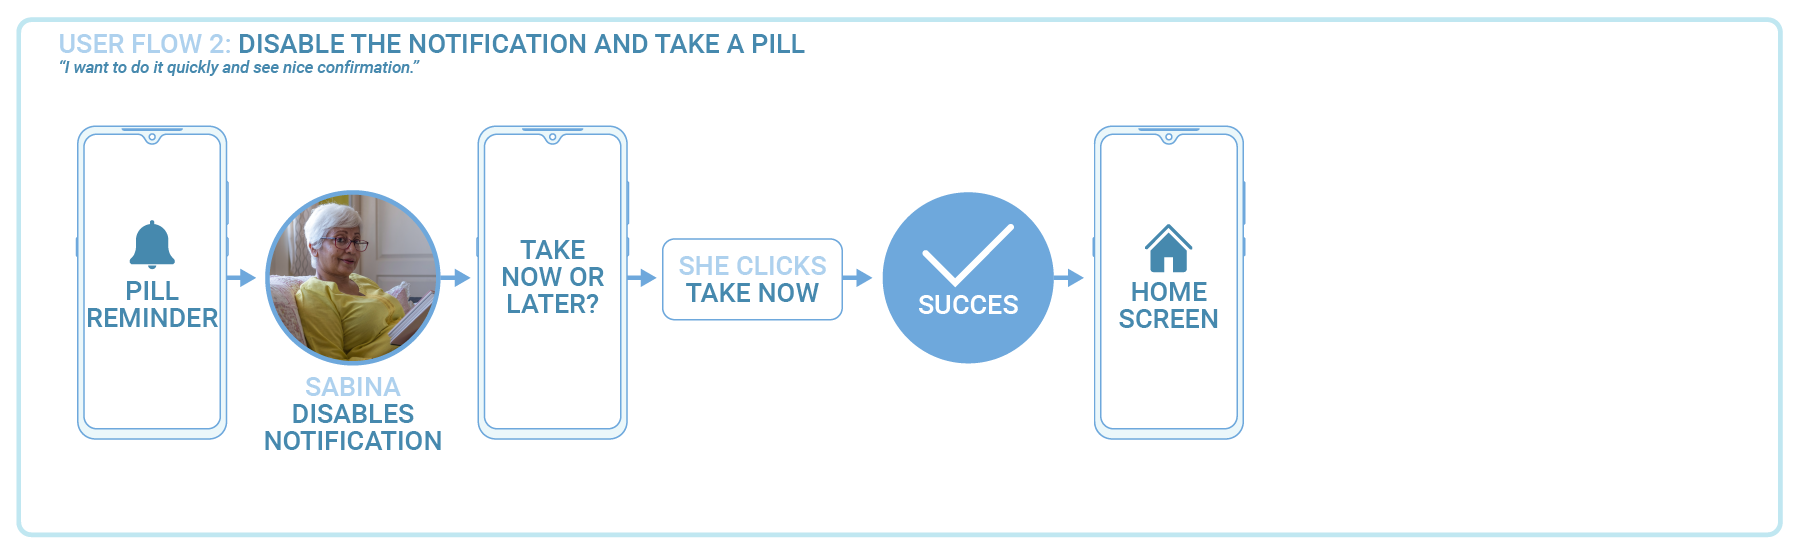 USER FLOW 2: DISABLE THE NOTIFICATION AND TAKE A PILL
“I want to do it quickly and see nice confirmation.”
PILL
REMINDER
SABINA
DISABLES
NOTIFICATION
TAKE
NOW OR
LATER?
SHE CLICKS
TAKE NOW
SUCCES
HOME
SCREEN